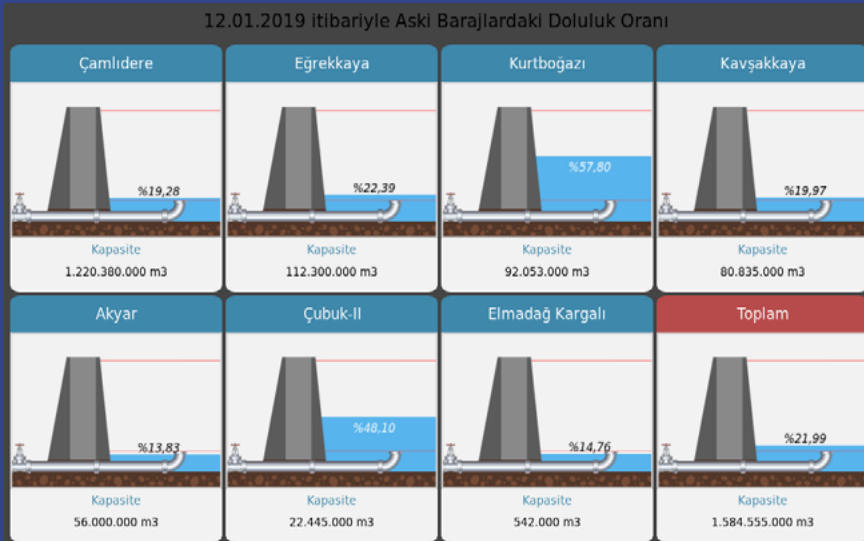 12.01.2019 itibariyle Aski Barajlardaki Doluluk Oranı
Çamlıdere
%19,28
Kapasite
1.220.380.000 m3
Eğrekkaya
%22,39
Kapasite
112.300.000 m3
Kurtboğazı
%57,80
Kapasite
92.053.000 m3
Kavşakkaya
%19,97
Kapasite
80.835.000 m3
Akyar
%13,83
Kapasite
56.000.000 m3
Çubuk-II
%48,10
Kapasite
22.445.000 m3
Elmadağ Kargalı
%14,76
Kapasite
542.000 m3
Toplam
%21,99
Kapasite
1.584.555.000 m3